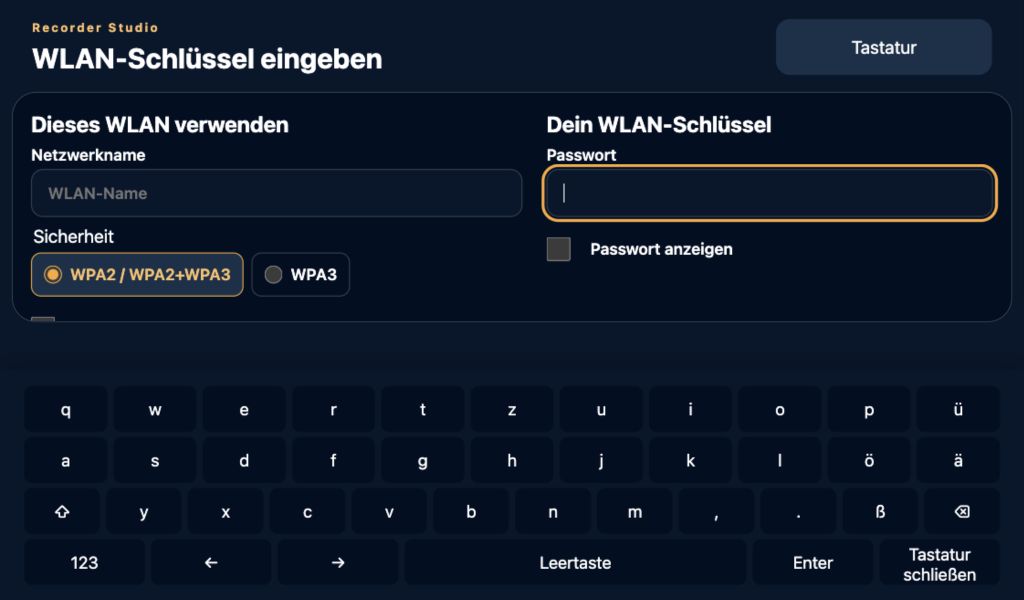 Recorder Studio
WLAN-Schlüssel eingeben
Tastatur
Dieses WLAN verwenden
Netzwerkname
WLAN-Name
Sicherheit
WPA2 / WPA2+WPA3
WPA3
Dein WLAN-Schlüssel
Passwort
Passwort anzeigen
q w e r t z u i o p ü
a s d f g h j k l ö ä
y x c v b n m , . ß
123 ← → Leertaste Enter Tastatur
schließen